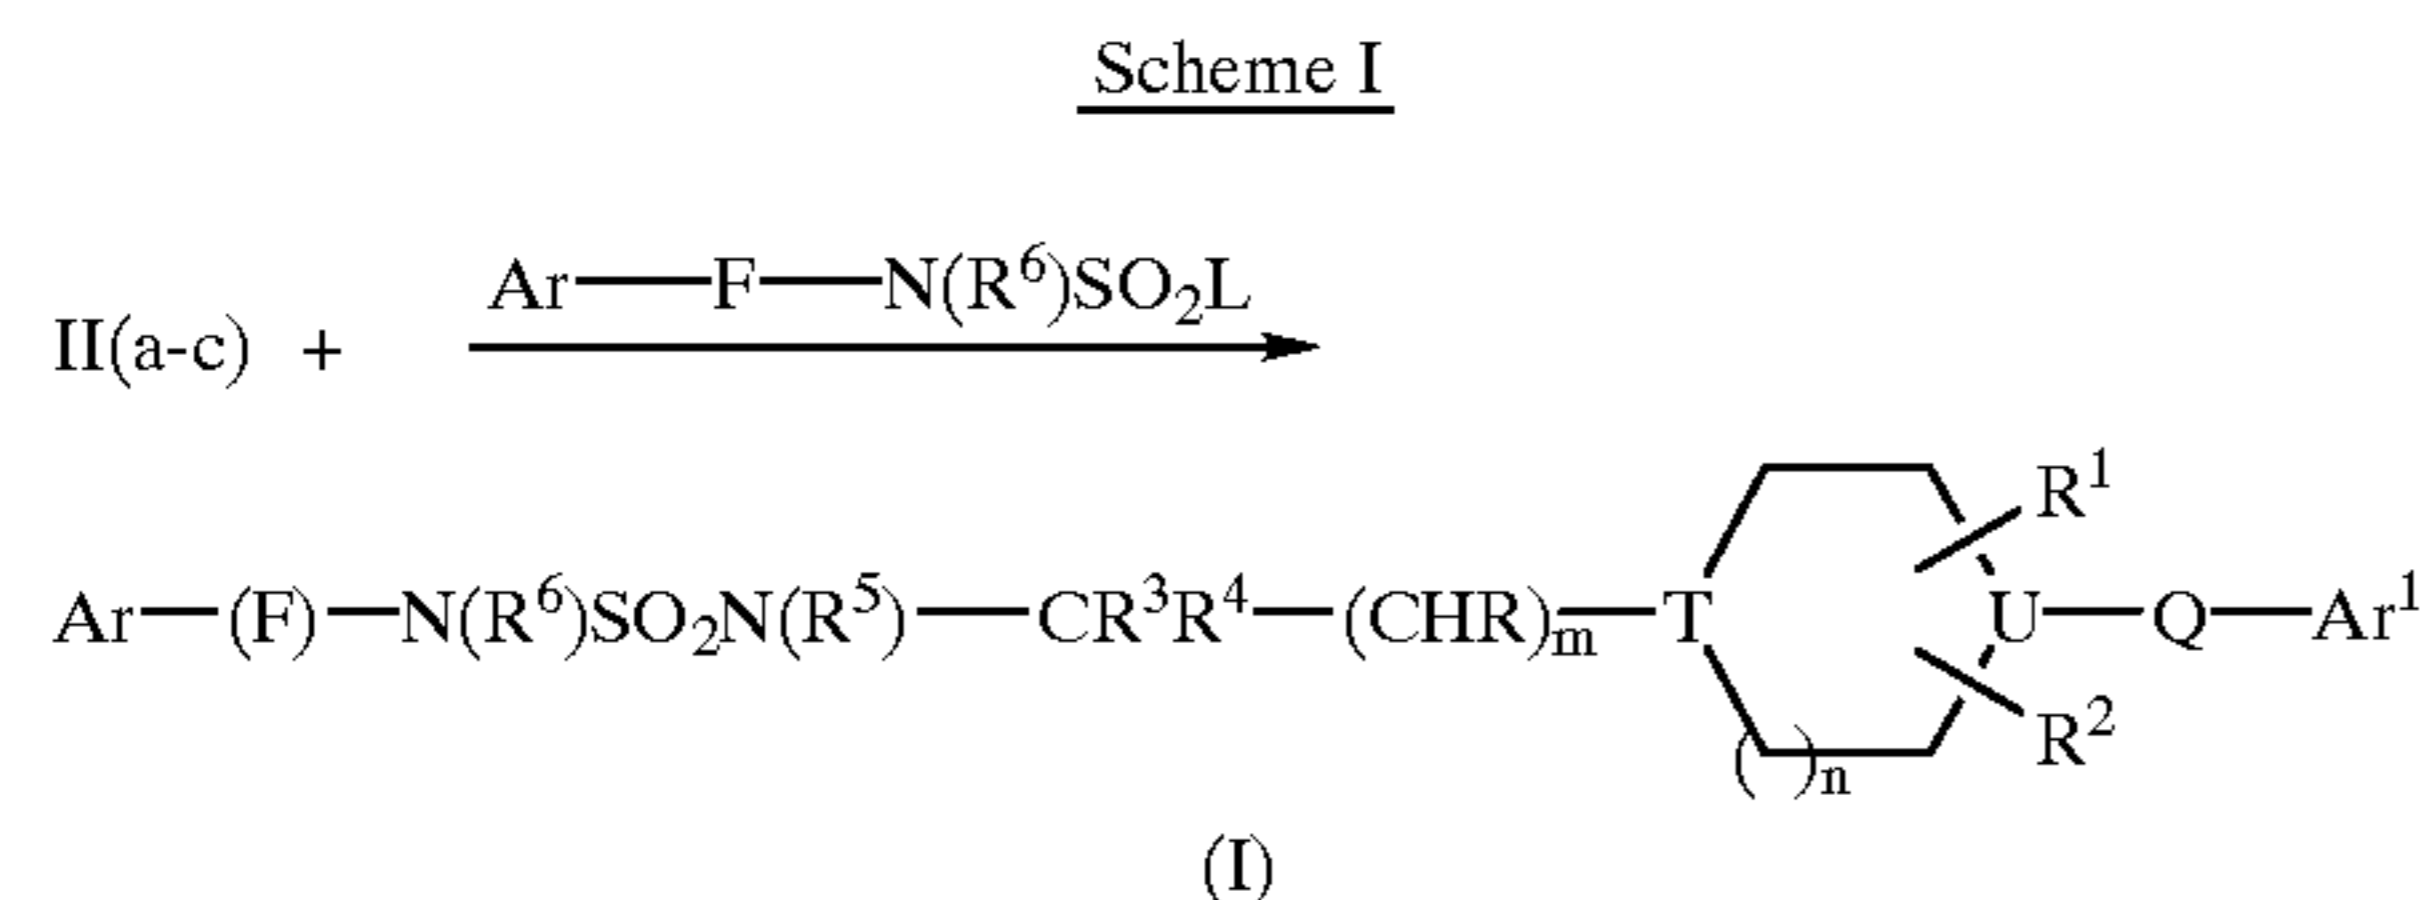 Scheme I
Ar—F—N(R⁶)SO₂L
II(a-c) +
R¹
Ar—(F)—N(R⁶)SO₂N(R⁵)—CR³R⁴—(CHR)ₘ—T U—Q—Ar¹
R²
( )ₙ
(I)